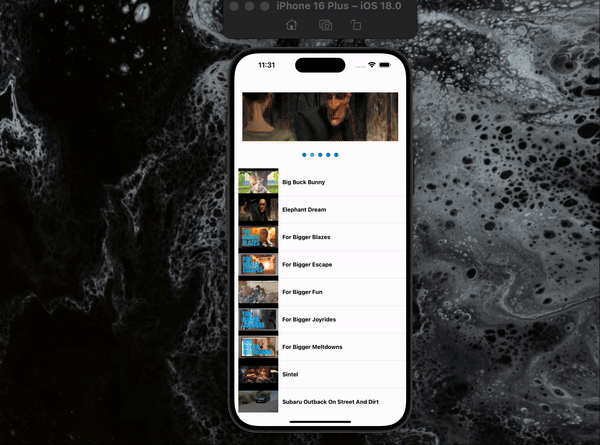 iPhone 16 Plus – iOS 18.0
11:31
Big Buck Bunny
Elephant Dream
For Bigger Blazes
For Bigger Escape
For Bigger Fun
For Bigger Joyrides
For Bigger Meltdowns
Sintel
Subaru Outback On Street And Dirt